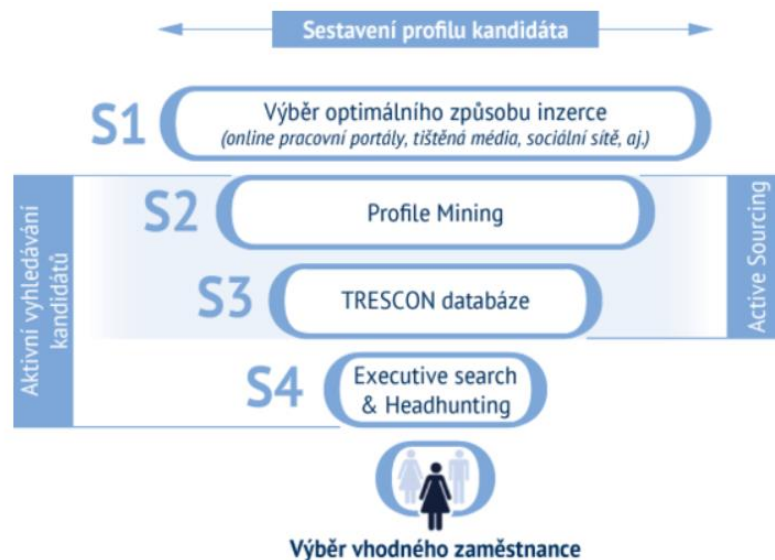 Sestavení profilu kandidáta
S1
Výběr optimálního způsobu inzerce
(online pracovní portály, tištěná média, sociální sítě, aj.)
Aktivní vyhledávání
kandidátů
S2
Profile Mining
S3
TRESCON databáze
Active Sourcing
S4
Executive search
& Headhunting
Výběr vhodného zaměstnance